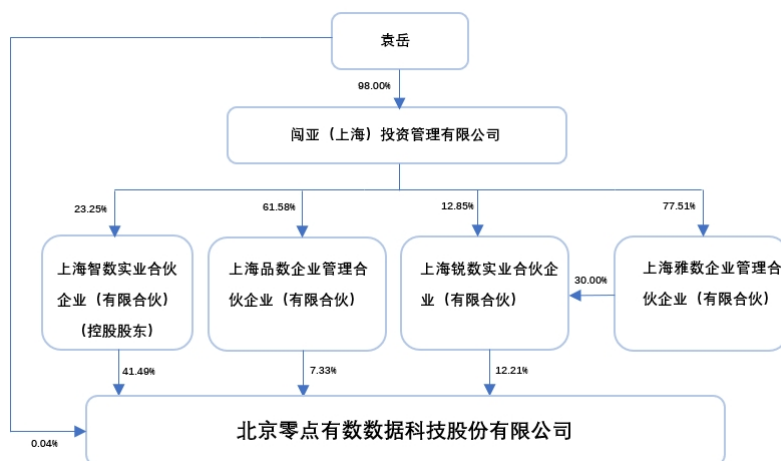 袁岳
98.00%
闯亚（上海）投资管理有限公司
23.25%
61.58%
12.85%
77.51%
上海智数实业合伙
企业（有限合伙）
（控股股东）
上海品数企业管理合
伙企业（有限合伙）
上海锐数实业合伙企
业（有限合伙）
30.00%
上海雅数企业管理合
伙企业（有限合伙）
41.49%
7.33%
12.21%
北京零点有数数据科技股份有限公司
0.04%